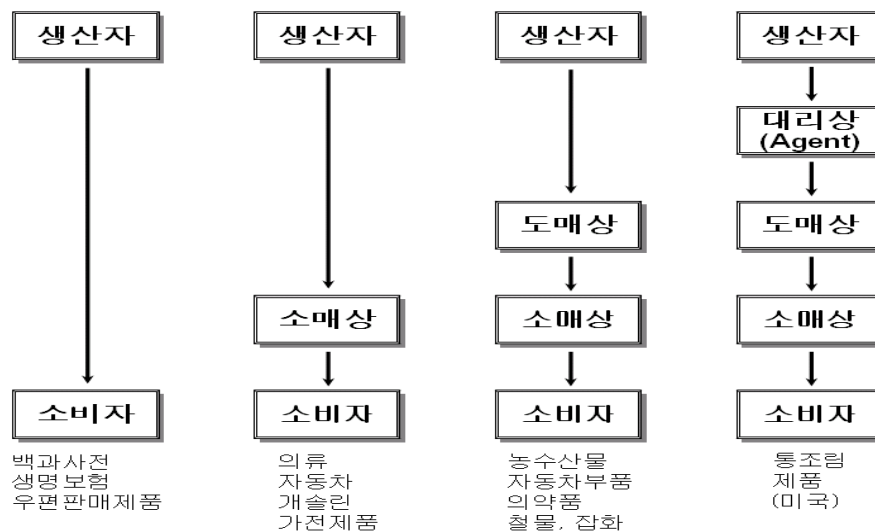 생산자
소비자
백과사전
생명보험
우편판매제품
생산자
소매상
소비자
의류
자동차
개솔린
가전제품
생산자
도매상
소매상
소비자
농수산물
자동차부품
의약품
철물, 잡화
생산자
대리상
(Agent)
도매상
소매상
소비자
통조림
제품
(미국)